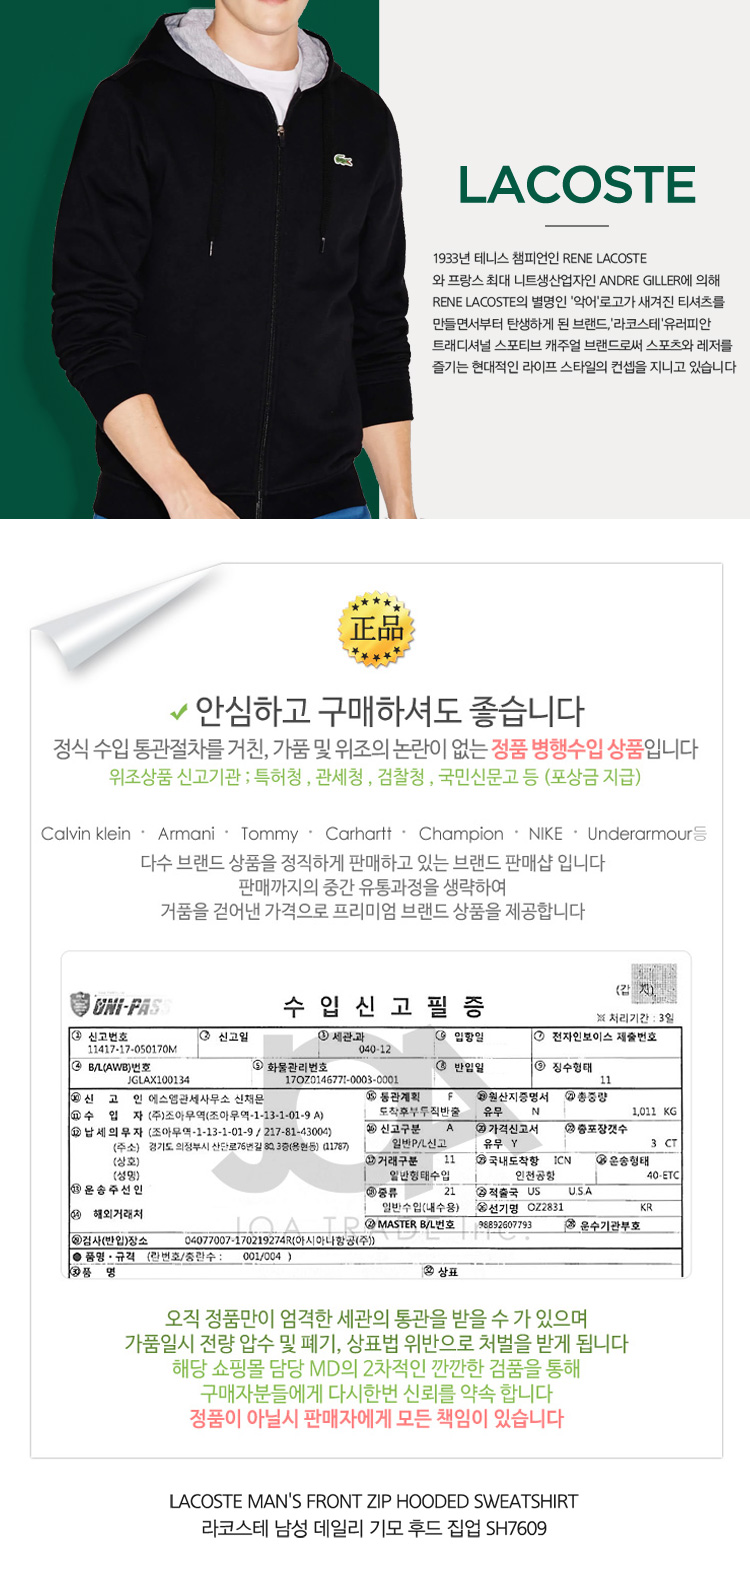 LACOSTE
1933년 테니스 챔피언인 RENE LACOSTE
와 프랑스 최대 니트생산업자인 ANDRE GILLER에 의해
RENE LACOSTE의 별명인 '악어'로고가 새겨진 티셔츠를
만들면서부터 탄생하게 된 브랜드,'라코스테'유러피안
트래디셔널 스포티브 캐주얼 브랜드로써 스포츠와 레저를
즐기는 현대적인 라이프 스타일의 컨셉을 지니고 있습니다
正品
안심하고 구매하셔도 좋습니다
정식 수입 통관절차를 거친, 가품 및 위조의 논란이 없는 정품 병행수입 상품입니다
위조상품 신고기관 ; 특허청 , 관세청 , 검찰청 , 국민신문고 등 (포상금 지급)
Calvin klein · Armani · Tommy · Carhartt · Champion · NIKE · Underarmour등
다수 브랜드 상품을 정직하게 판매하고 있는 브랜드 판매샵 입니다
판매까지의 중간 유통과정을 생략하여
거품을 걷어낸 가격으로 프리미엄 브랜드 상품을 제공합니다
UNI-PASS
수 입 신 고 필 증
(갑 지)
※ 처리기간 : 3일
① 신고번호 ② 신고일 ③ 세관.과 ⑥ 입항일 ⑦ 전자인보이스 제출번호
11417-17-050170M 040-12
④ B/L(AWB)번호 ⑤ 화물관리번호 ⑧ 반입일 ⑨ 징수형태
JGLAX100134 17OZ014677I-0003-0001 11
⑩ 신 고 인 에스엠관세사무소 신채문 ⑮ 통관계획 F ⑲ 원산지증명서 ㉑ 총중량
⑪ 수 입 자 (주)조아무역(조아무역-1-13-1-01-9 A) 도착후부두직반출 유무 N 1,011 KG
⑫ 납세의무자 (조아무역-1-13-1-01-9 / 217-81-43004) ⑯ 신고구분 A ⑳ 가격신고서 ㉒ 총포장갯수
(주소) 경기도 의정부시 산단로76번길 80, 3층(용현동) (11787) 일반P/L신고 유무 Y 3 CT
(상호) ⑰ 거래구분 11 ㉓ 국내도착항 ICN ㉔ 운송형태
(성명) 일반형태수입 인천공항 40-ETC
⑬ 운송주선인 ⑱ 종류 21 ㉕ 적출국 US U.S.A
⑭ 해외거래처 일반수입(내수용) ㉖ 선기명 OZ2831 KR
㉗ MASTER B/L번호 98892607793 ㉘ 운수기관부호
㉙ 검사(반입)장소 04077007-170219274R(아시아나항공(주))
● 품명 · 규격 (란번호/총란수 : 001/004 )
㉚ 품 명 ㉜ 상표
JOA TRADE Inc.
오직 정품만이 엄격한 세관의 통관을 받을 수 가 있으며
가품일시 전량 압수 및 폐기, 상표법 위반으로 처벌을 받게 됩니다
해당 쇼핑몰 담당 MD의 2차적인 깐깐한 검품을 통해
구매자분들에게 다시한번 신뢰를 약속 합니다
정품이 아닐시 판매자에게 모든 책임이 있습니다
LACOSTE MAN'S FRONT ZIP HOODED SWEATSHIRT
라코스테 남성 데일리 기모 후드 집업 SH7609